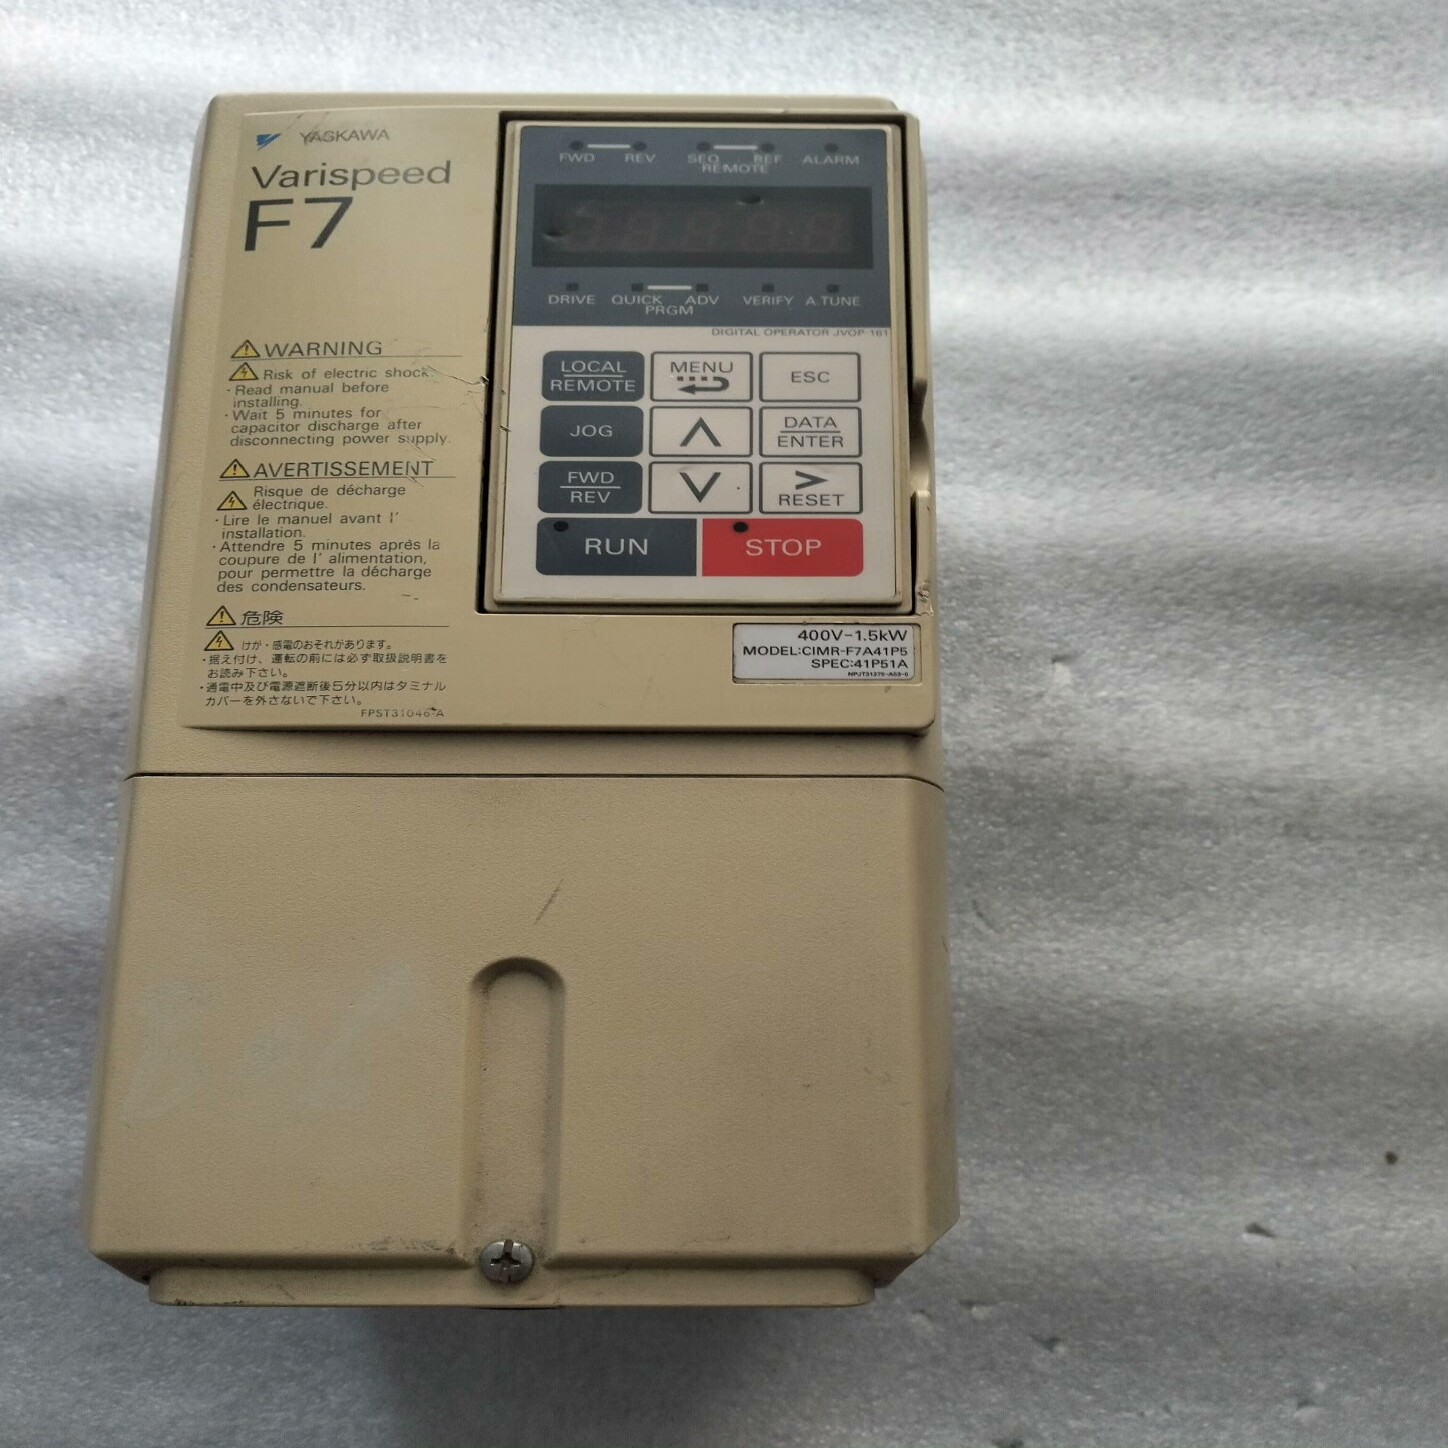 YASKAWA
Varispeed
F7
WARNING
Risk of electric shock.
・Read manual before
installing.
・Wait 5 minutes for
capacitor discharge after
disconnecting power supply.
AVERTISSEMENT
Risque de décharge
électrique.
・Lire le manuel avant l'
installation.
・Attendre 5 minutes après la
coupure de l' alimentation,
pour permettre la décharge
des condensateurs.
危険
けが・感電のおそれがあります。
・据え付け、運転の前には必ず取扱説明書を
お読み下さい。
・通電中及び電源遮断後5分以内はターミナル
カバーを外さないで下さい。
FPST31046-A
FWD REV SEQ REF ALARM
REMOTE
DRIVE QUICK ADV VERIFY A.TUNE
PRGM
DIGITAL OPERATOR JVOP-161
LOCAL
REMOTE
MENU
ESC
JOG
DATA
ENTER
FWD
REV
>
RESET
RUN
STOP
400V-1.5kW
MODEL:CIMR-F7A41P5
SPEC:41P51A